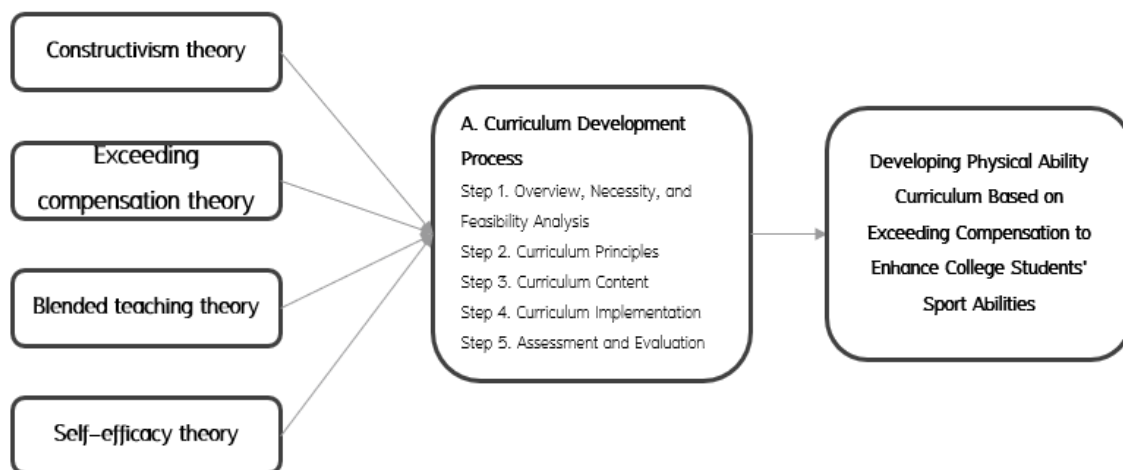 Constructivism theory
Exceeding
compensation theory
Blended teaching theory
Self-efficacy theory
A. Curriculum Development
Process
Step 1. Overview, Necessity, and
Feasibility Analysis
Step 2. Curriculum Principles
Step 3. Curriculum Content
Step 4. Curriculum Implementation
Step 5. Assessment and Evaluation
Developing Physical Ability
Curriculum Based on
Exceeding Compensation to
Enhance College Students'
Sport Abilities